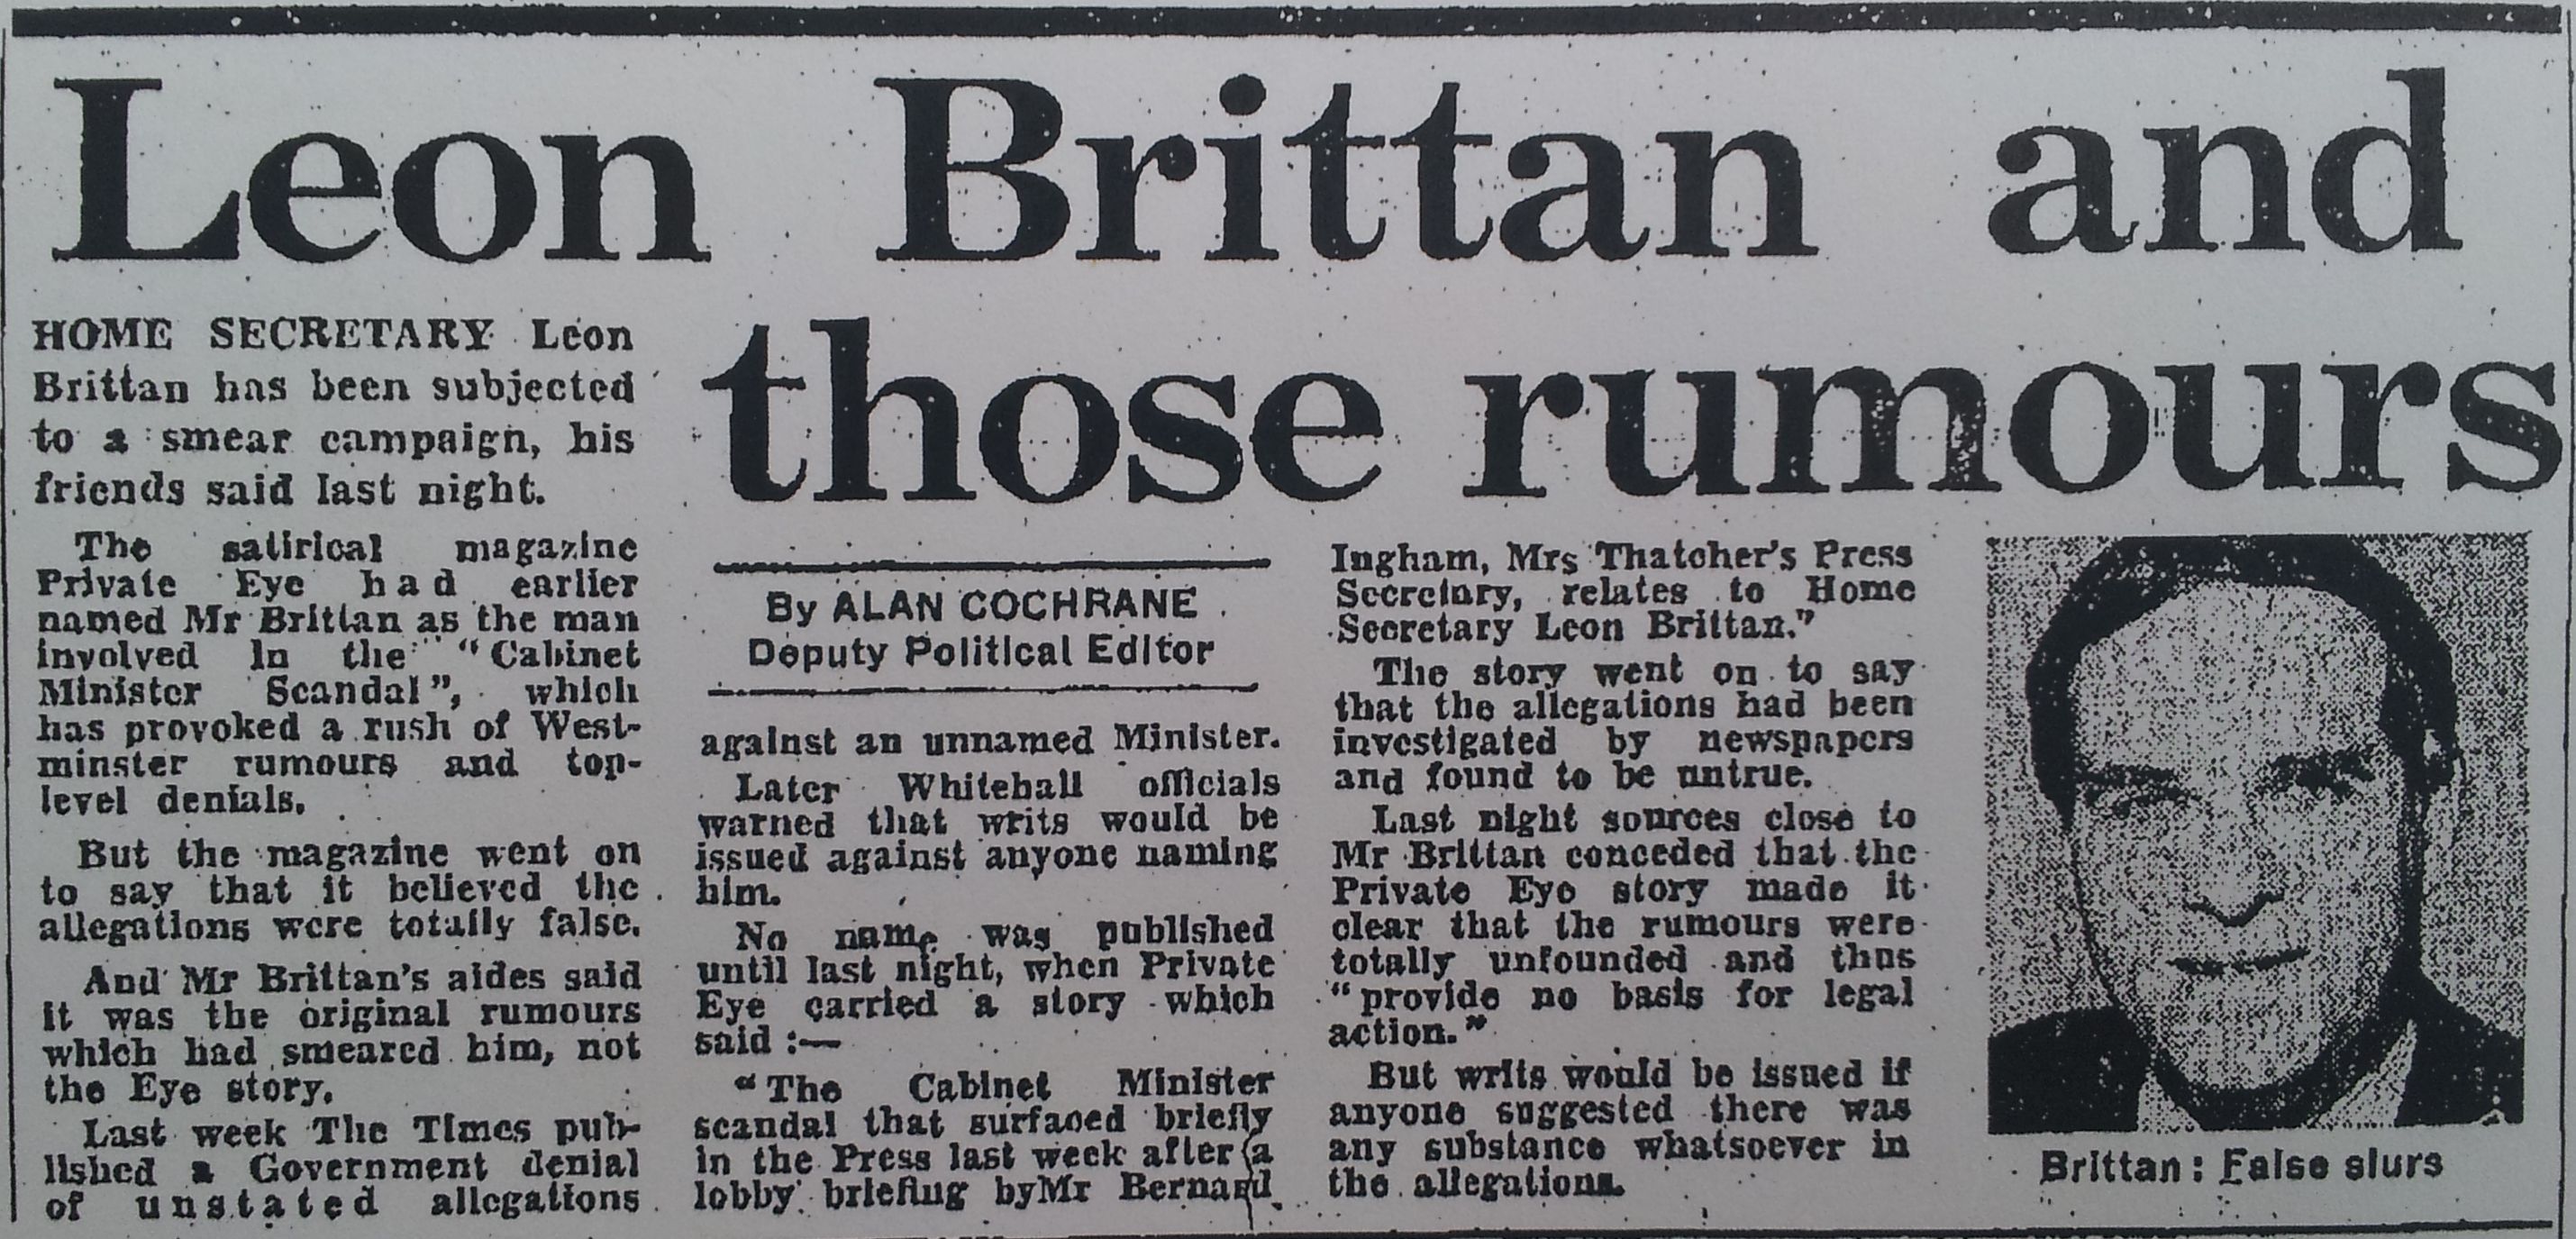 Leon Brittan and
those rumours
HOME SECRETARY Leon
Brittan has been subjected
to a smear campaign, his
friends said last night.
The satirical magazine
Private Eye had earlier
named Mr Brittan as the man
involved in the "Cabinet
Minister Scandal", which
has provoked a rush of West-
minster rumours and top-
level denials.
But the magazine went on
to say that it believed the
allegations were totally false.
And Mr Brittan's aides said
it was the original rumours
which had smeared him, not
the Eye story.
Last week The Times pub-
lished a Government denial
of unstated allegations
By ALAN COCHRANE
Deputy Political Editor
against an unnamed Minister.
Later Whitehall officials
warned that writs would be
issued against anyone naming
him.
No name was published
until last night, when Private
Eye carried a story which
said :—
"The Cabinet Minister
scandal that surfaced briefly
in the Press last week after a
lobby briefing byMr Bernard
Ingham, Mrs Thatcher's Press
Secretary, relates to Home
Secretary Leon Brittan."
The story went on to say
that the allegations had been
investigated by newspapers
and found to be untrue.
Last night sources close to
Mr Brittan conceded that the
Private Eye story made it
clear that the rumours were
totally unfounded and thus
"provide no basis for legal
action."
But writs would be issued if
anyone suggested there was
any substance whatsoever in
the allegations.
Brittan : False slurs